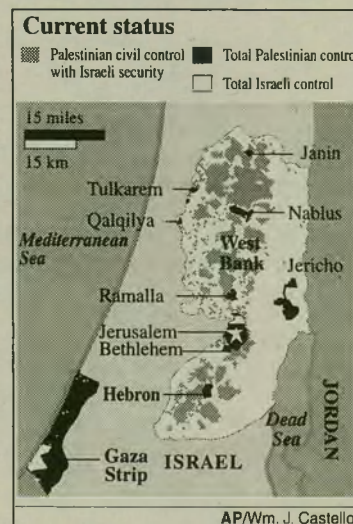 Current status
Palestinian civil control
with Israeli security
Total Palestinian control
Total Israeli control
15 miles
15 km
Janin
Tulkarem
Nablus
Qalqilya
Mediterranean
Sea
West
Bank
Jericho
Ramalla
Jerusalem
Bethlehem
Hebron
JORDAN
Dead
Sea
Gaza
Strip
ISRAEL
AP/Wm. J. Castello